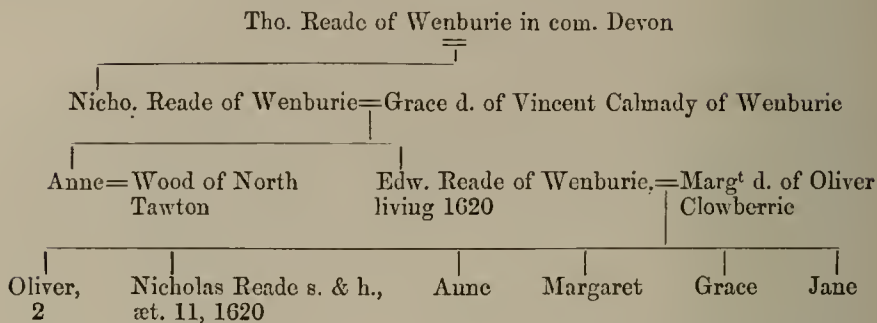 Tho. Reade of Wenburie in com. Devon
Nicho. Reade of Wenburie=Grace d. of Vincent Calmady of Wenburie
Anne=Wood of North Tawton
Edw. Reade of Wenburie,=Margᵗ d. of Oliver Clowberrie
living 1620
Oliver, 2
Nicholas Reade s. & h., æt. 11, 1620
Anne
Margaret
Grace
Jane